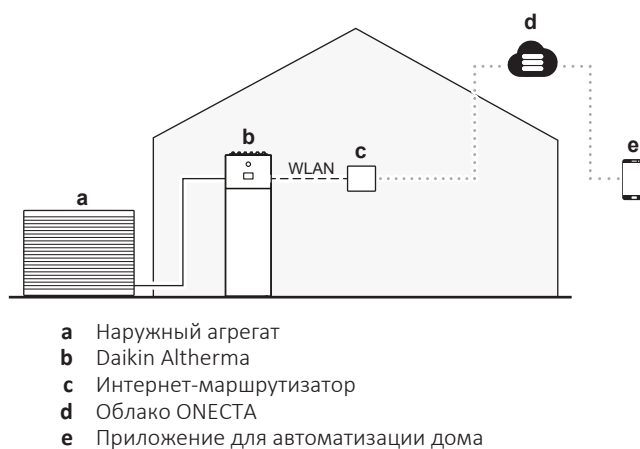 d
b
c
e
WLAN
a
a Наружный агрегат
b Daikin Altherma
c Интернет-маршрутизатор
d Облако ONECTA
e Приложение для автоматизации дома